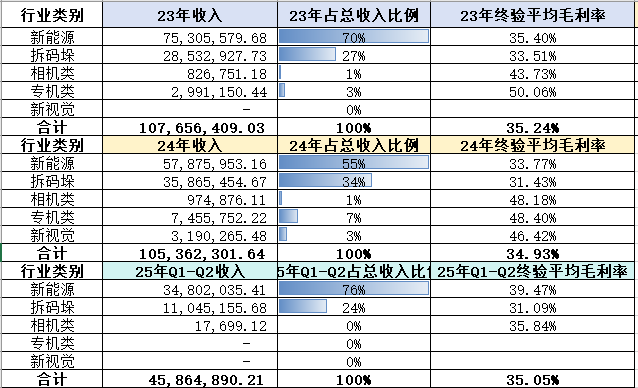 行业类别 23年收入 23年占总收入比例 23年终验平均毛利率
新能源 75,305,579.68 70% 35.40%
拆码垛 28,532,927.73 27% 33.51%
相机类 826,751.18 1% 43.73%
专机类 2,991,150.44 3% 50.06%
新视觉 - 0%
合计 107,656,409.03 100% 35.24%
行业类别 24年收入 24年占总收入比例 24年终验平均毛利率
新能源 57,875,953.16 55% 33.77%
拆码垛 35,865,454.67 34% 31.43%
相机类 974,876.11 1% 48.18%
专机类 7,455,752.22 7% 48.40%
新视觉 3,190,265.48 3% 46.42%
合计 105,362,301.64 100% 34.93%
行业类别 25年Q1-Q2收入 5年Q1-Q2占总收入比 25年Q1-Q2终验平均毛利率
新能源 34,802,035.41 76% 39.47%
拆码垛 11,045,155.68 24% 31.09%
相机类 17,699.12 0% 35.84%
专机类 - 0%
新视觉 - 0%
合计 45,864,890.21 100% 35.05%